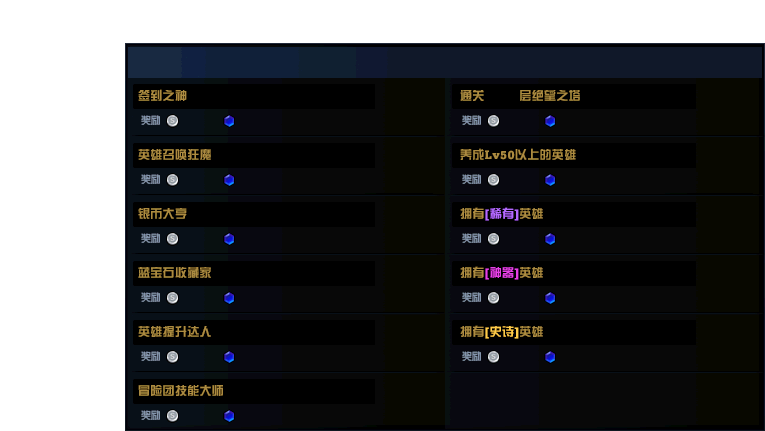 签到之神
奖励
英雄召唤狂魔
奖励
银币大亨
奖励
蓝宝石收藏家
奖励
英雄提升达人
奖励
冒险团技能大师
奖励
通关 层绝望之塔
奖励
养成Lv50以上的英雄
奖励
拥有[稀有]英雄
奖励
拥有[神器]英雄
奖励
拥有[史诗]英雄
奖励